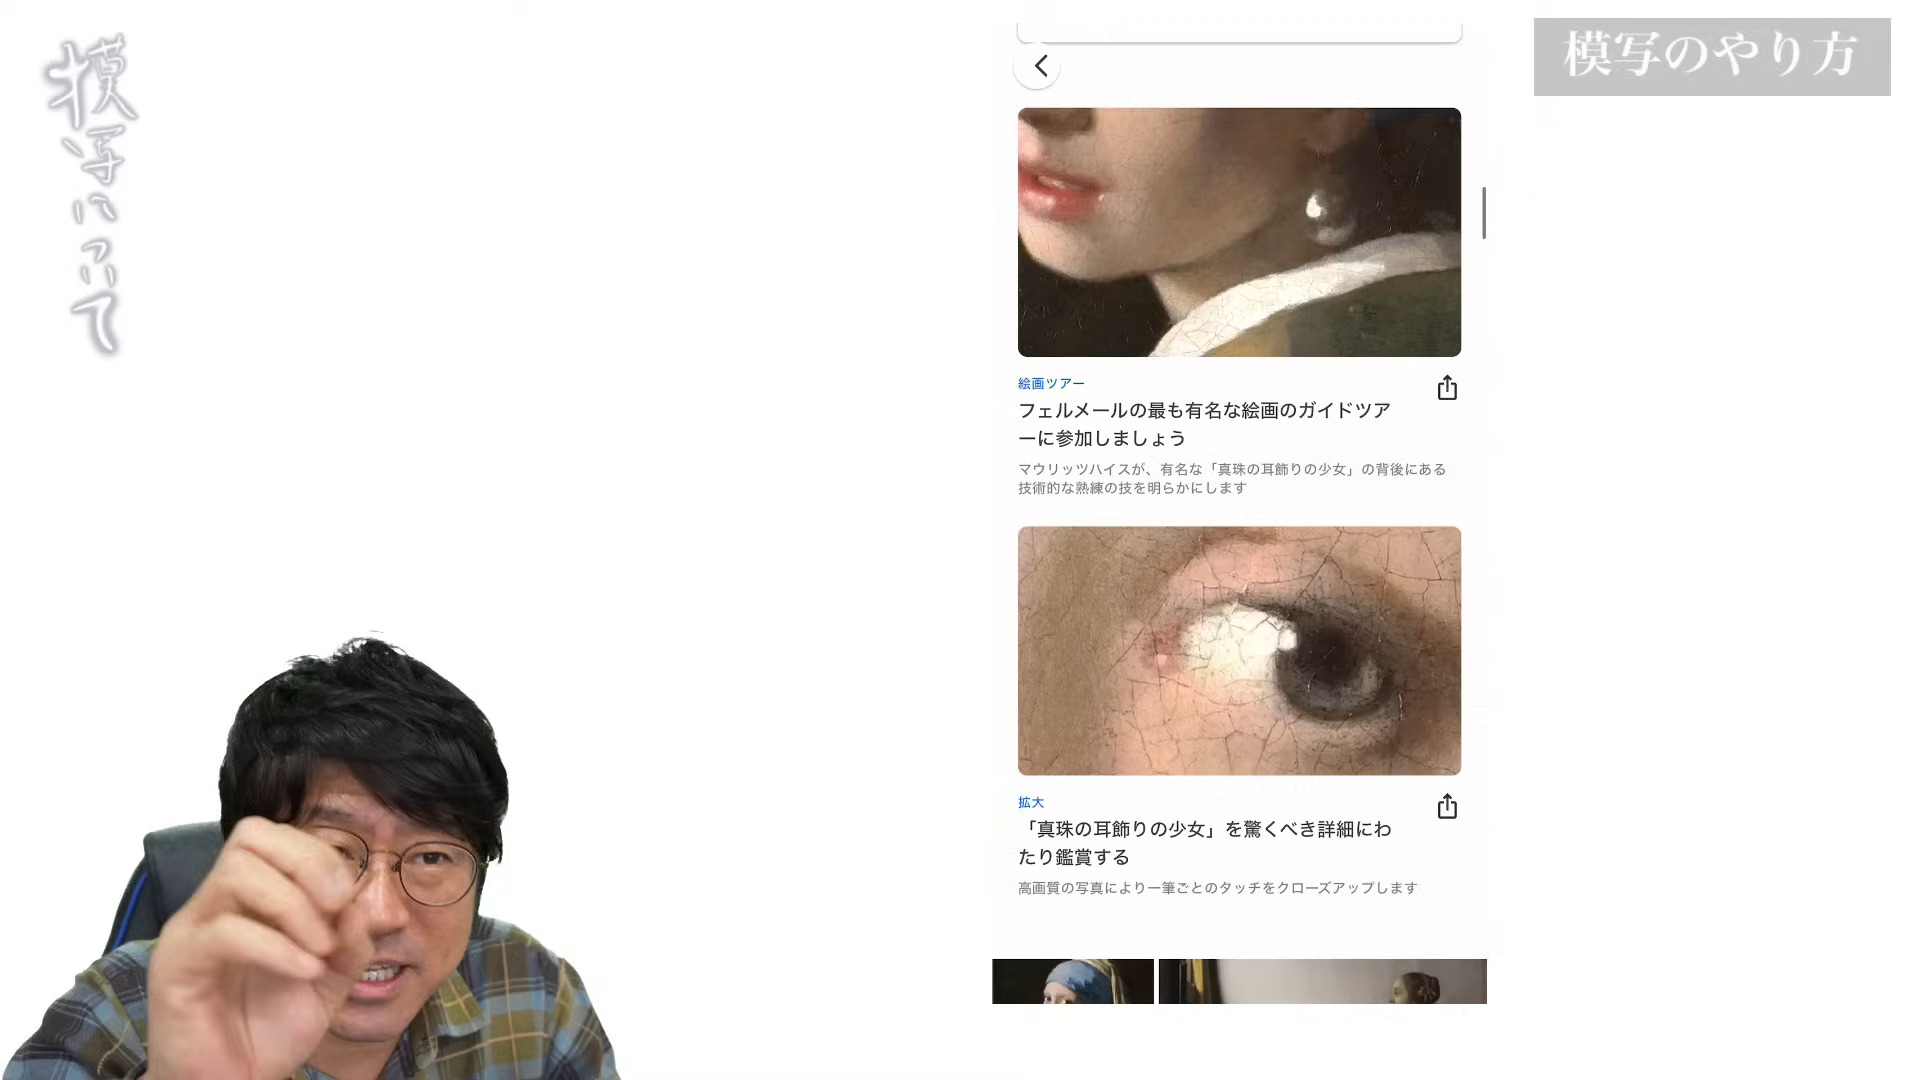 模写について
模写のやり方
絵画ツアー
フェルメールの最も有名な絵画のガイドツア
ーに参加しましょう
マウリッツハイスが、有名な「真珠の耳飾りの少女」の背後にある
技術的な熟練の技を明らかにします
拡大
「真珠の耳飾りの少女」を驚くべき詳細にわ
たり鑑賞する
高画質の写真により一筆ごとのタッチをクローズアップします